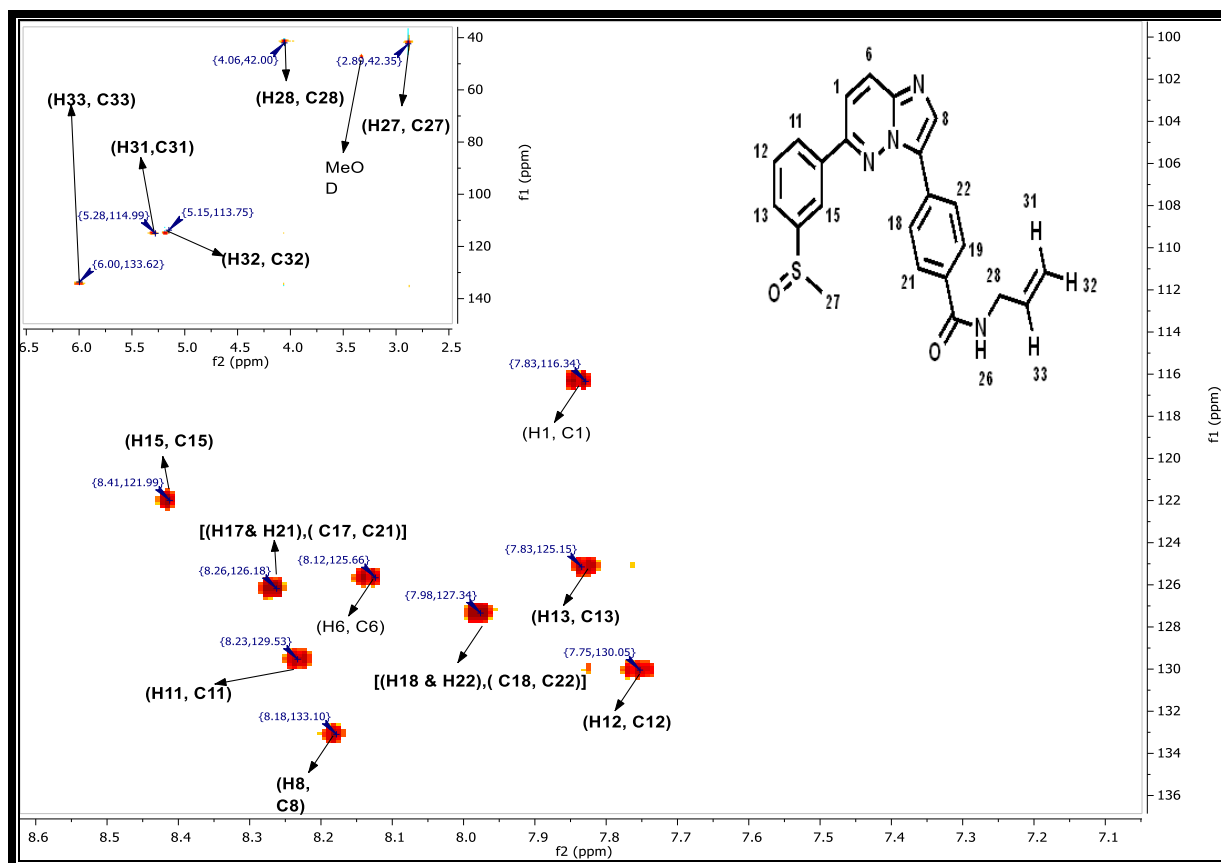 {4.06,42.00}
{2.89,42.35}
(H33, C33)
(H28, C28)
(H27, C27)
(H31,C31)
MeO
D
{5.28,114.99}
{5.15,113.75}
(H32, C32)
{6.00,133.62}
40
60
80
100
120
140
f1 (ppm)
6.5 6.0 5.5 5.0 4.5 4.0 3.5 3.0 2.5
f2 (ppm)
6
N
1
8
11
N
12
N
22
13
15
18
31
19
S
21
28
H 32
O
27
N
H
O
H
26
33
{7.83,116.34}
(H1, C1)
(H15, C15)
{8.41,121.99}
[(H17& H21),( C17, C21)]
{8.12,125.66}
{7.83,125.15}
{8.26,126.18}
{7.98,127.34}
(H6, C6)
(H13, C13)
{8.23,129.53}
{7.75,130.05}
(H11, C11)
[(H18 & H22),( C18, C22)]
(H12, C12)
{8.18,133.10}
(H8,
C8)
100
102
104
106
108
110
112
114
116
118
120
122
124
126
128
130
132
134
136
f1 (ppm)
8.6 8.5 8.4 8.3 8.2 8.1 8.0 7.9 7.8 7.7 7.6 7.5 7.4 7.3 7.2 7.1
f2 (ppm)